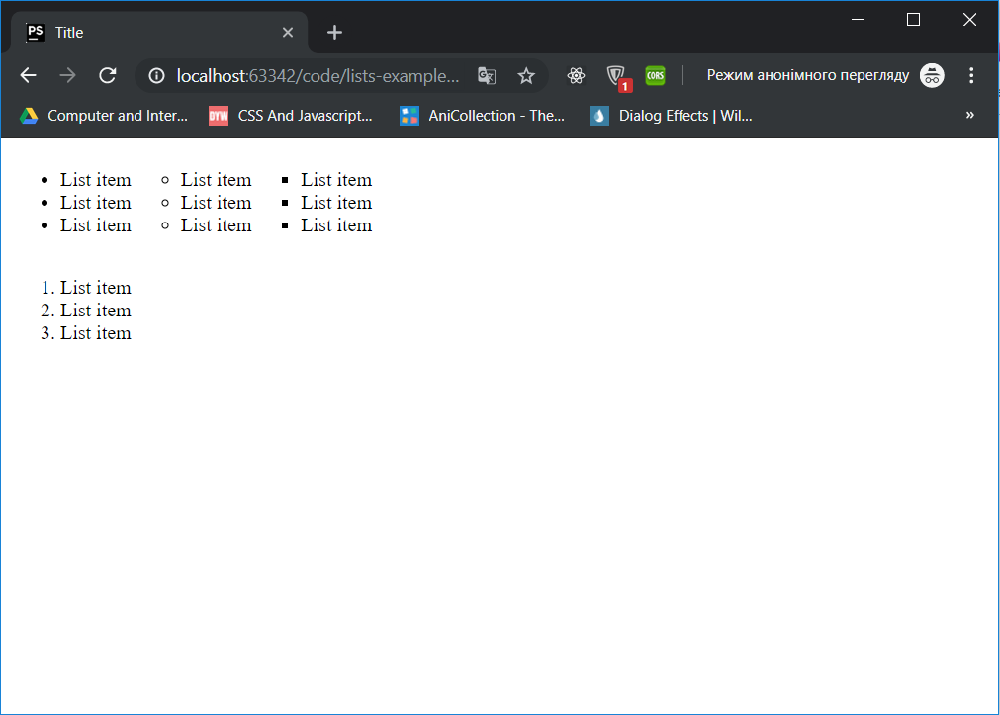 PS Title
localhost:63342/code/lists-example... 1 CORS Режим анонімного перегляду
Computer and Inter... DYW CSS And Javascript... AniCollection - The... Dialog Effects | Wil... »
• List item ◦ List item ▪ List item
• List item ◦ List item ▪ List item
• List item ◦ List item ▪ List item
1. List item
2. List item
3. List item